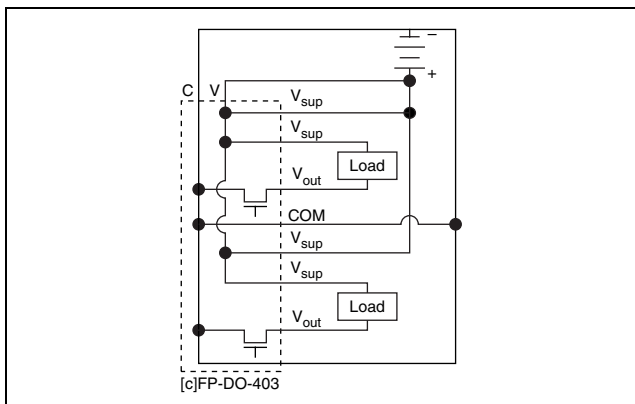 −
+
C V
Vsup
Vsup
Load
Vout
COM
Vsup
Vsup
Load
Vout
[c]FP-DO-403